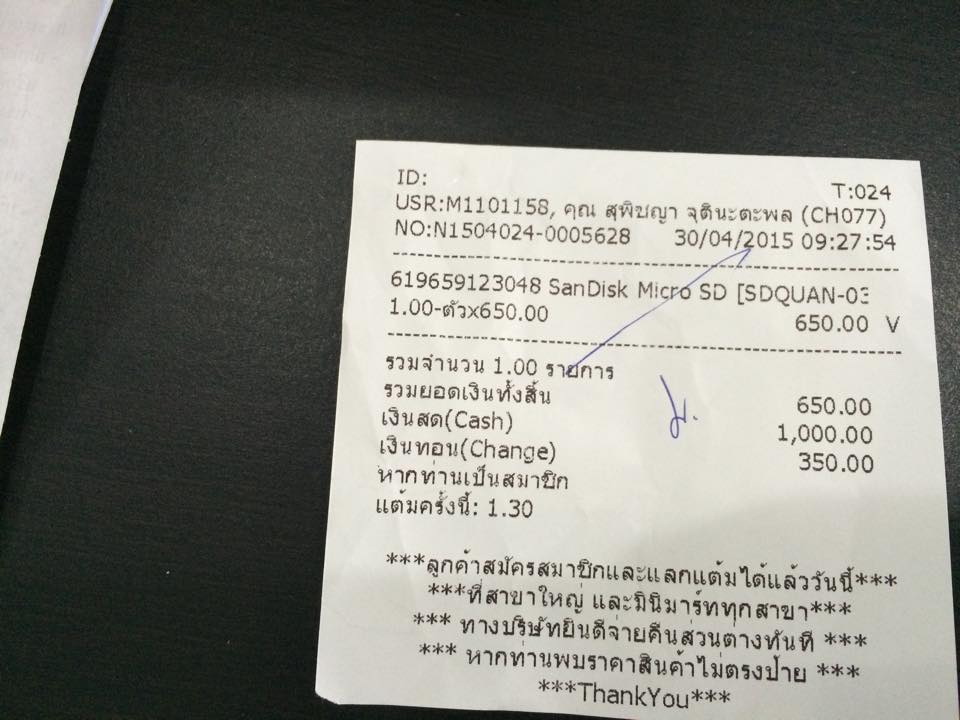 ID: T:024
USR:M1101158, คุณ สุพิชญา จุตินะตะพล (CH077)
NO:N1504024-0005628 30/04/2015 09:27:54
619659123048 SanDisk Micro SD [SDQUAN-03
1.00-ตัวx650.00 650.00 V
รวมจำนวน 1.00 รายการ
รวมยอดเงินทั้งสิ้น 650.00
เงินสด(Cash) 1,000.00
เงินทอน(Change) 350.00
หากท่านเป็นสมาชิก
แต้มครั้งนี้: 1.30
***ลูกค้าสมัครสมาชิกและแลกแต้มได้แล้ววันนี้***
***ที่สาขาใหญ่ และมินิมาร์ททุกสาขา***
*** ทางบริษัทยินดีจ่ายคืนส่วนต่างทันที ***
*** หากท่านพบราคาสินค้าไม่ตรงป้าย ***
***ThankYou***